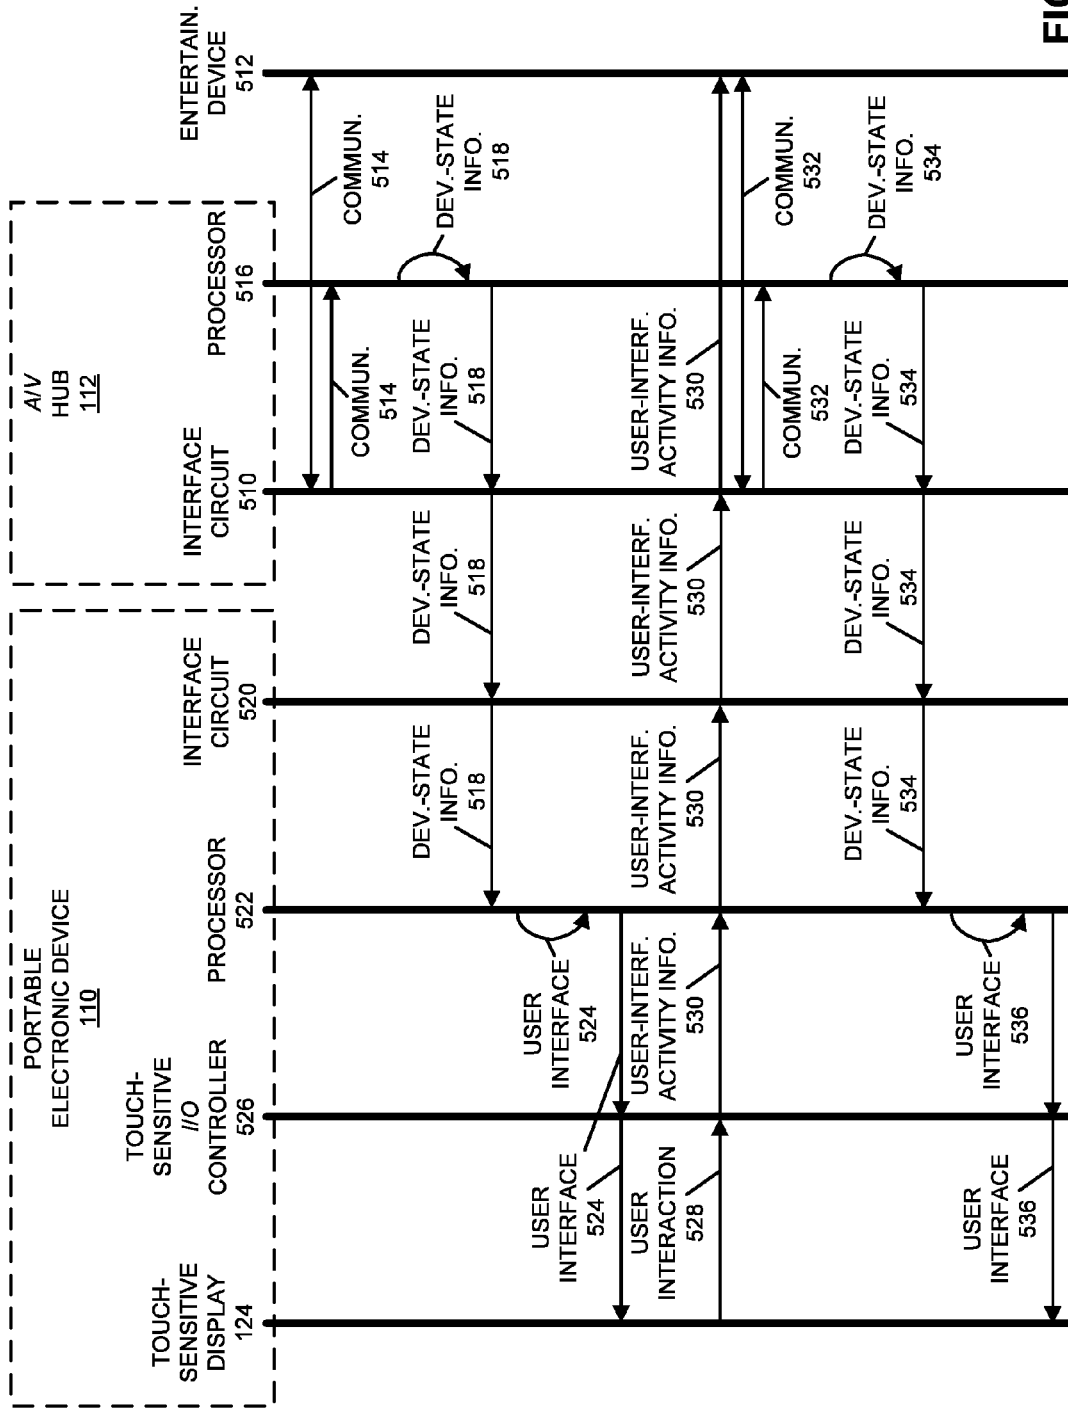 PORTABLE
ELECTRONIC DEVICE
110
A/V
HUB
112
TOUCH-
SENSITIVE
DISPLAY
124
TOUCH-
SENSITIVE
I/O
CONTROLLER
526
PROCESSOR
522
INTERFACE
CIRCUIT
520
INTERFACE
CIRCUIT
510
PROCESSOR
516
ENTERTAIN.
DEVICE
512
COMMUN.
514
COMMUN.
514
DEV.-STATE
INFO.
518
DEV.-STATE
INFO.
518
DEV.-STATE
INFO.
518
DEV.-STATE
INFO.
518
USER
INTERFACE
524
USER
INTERFACE
524
USER
INTERACTION
528
USER-INTERF.
ACTIVITY INFO.
530
USER-INTERF.
ACTIVITY INFO.
530
USER-INTERF.
ACTIVITY INFO.
530
USER-INTERF.
ACTIVITY INFO.
530
COMMUN.
532
COMMUN.
532
DEV.-STATE
INFO.
534
DEV.-STATE
INFO.
534
DEV.-STATE
INFO.
534
DEV.-STATE
INFO.
534
USER
INTERFACE
536
USER
INTERFACE
536